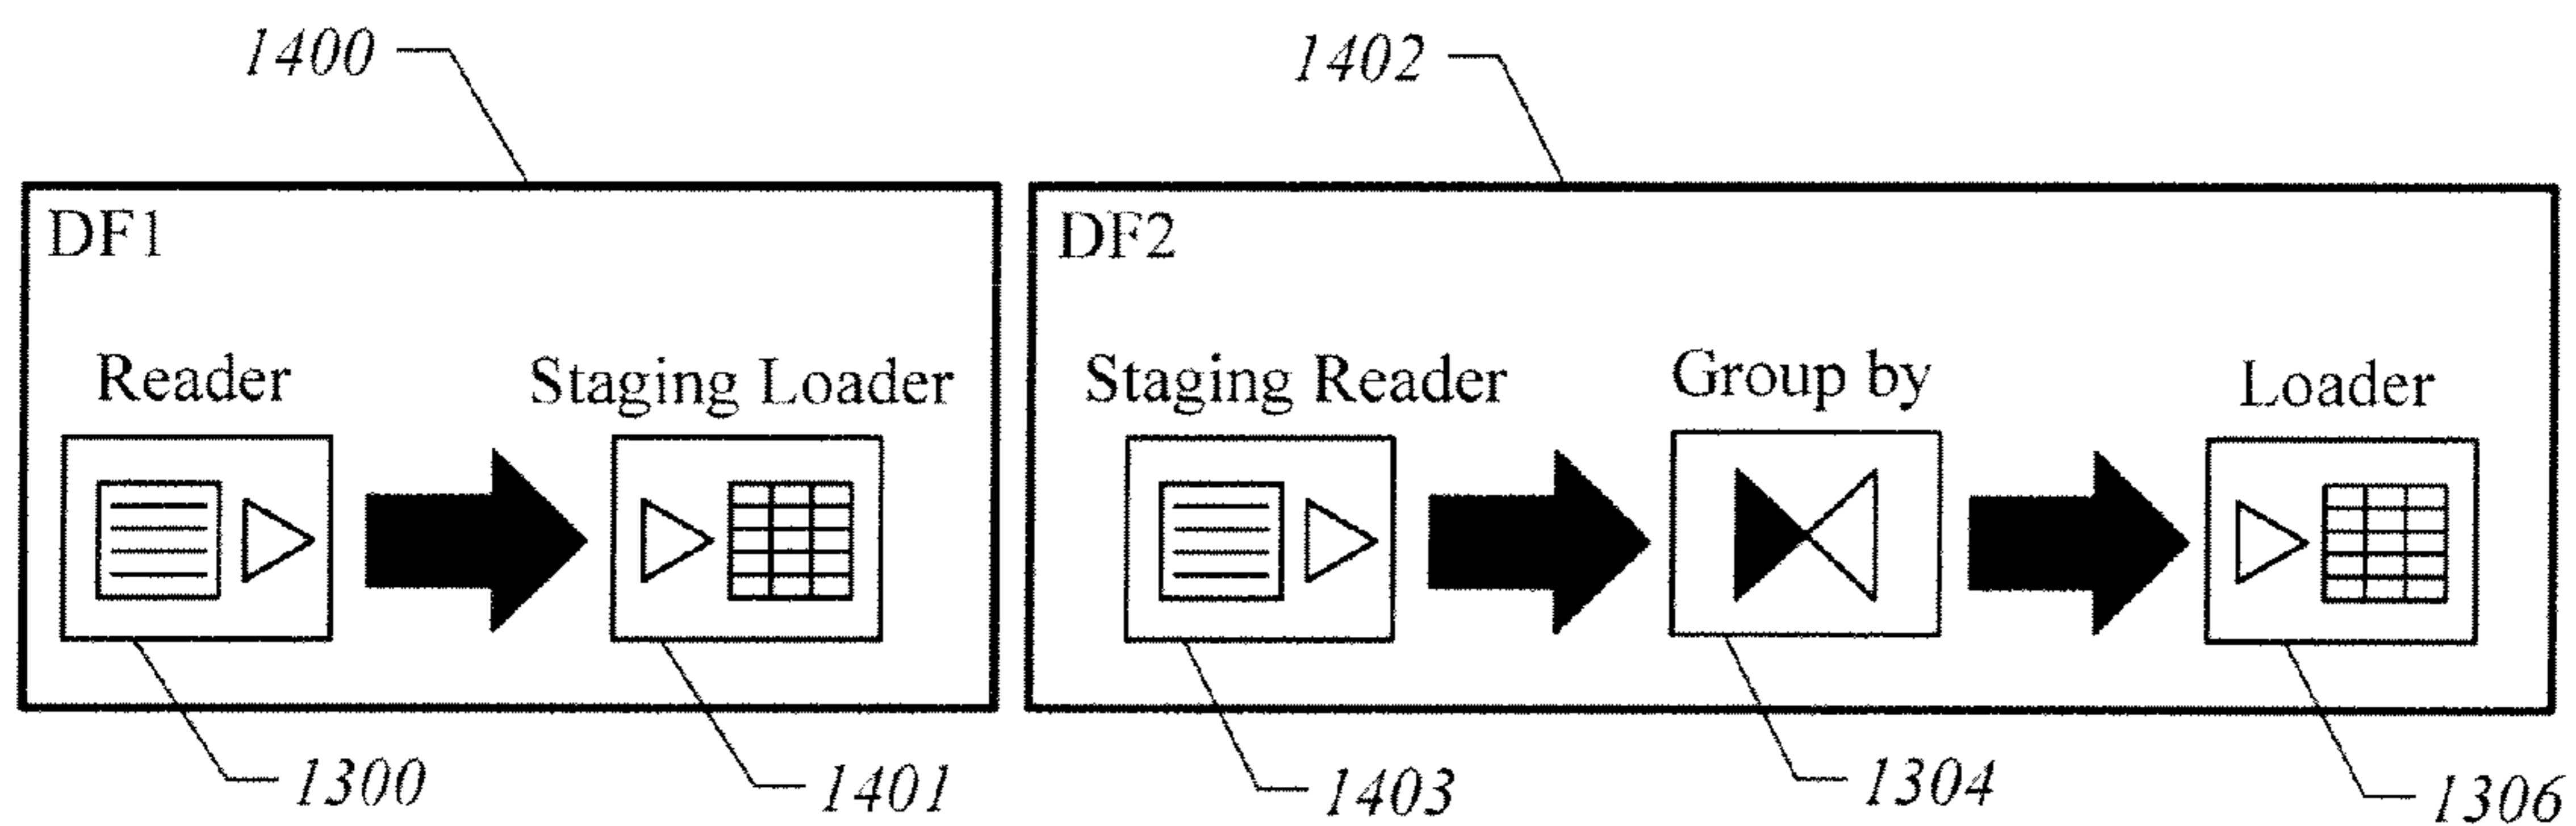 1400
1402
DF1
DF2
Reader
Staging Loader
Staging Reader
Group by
Loader
1300
1401
1403
1304
1306